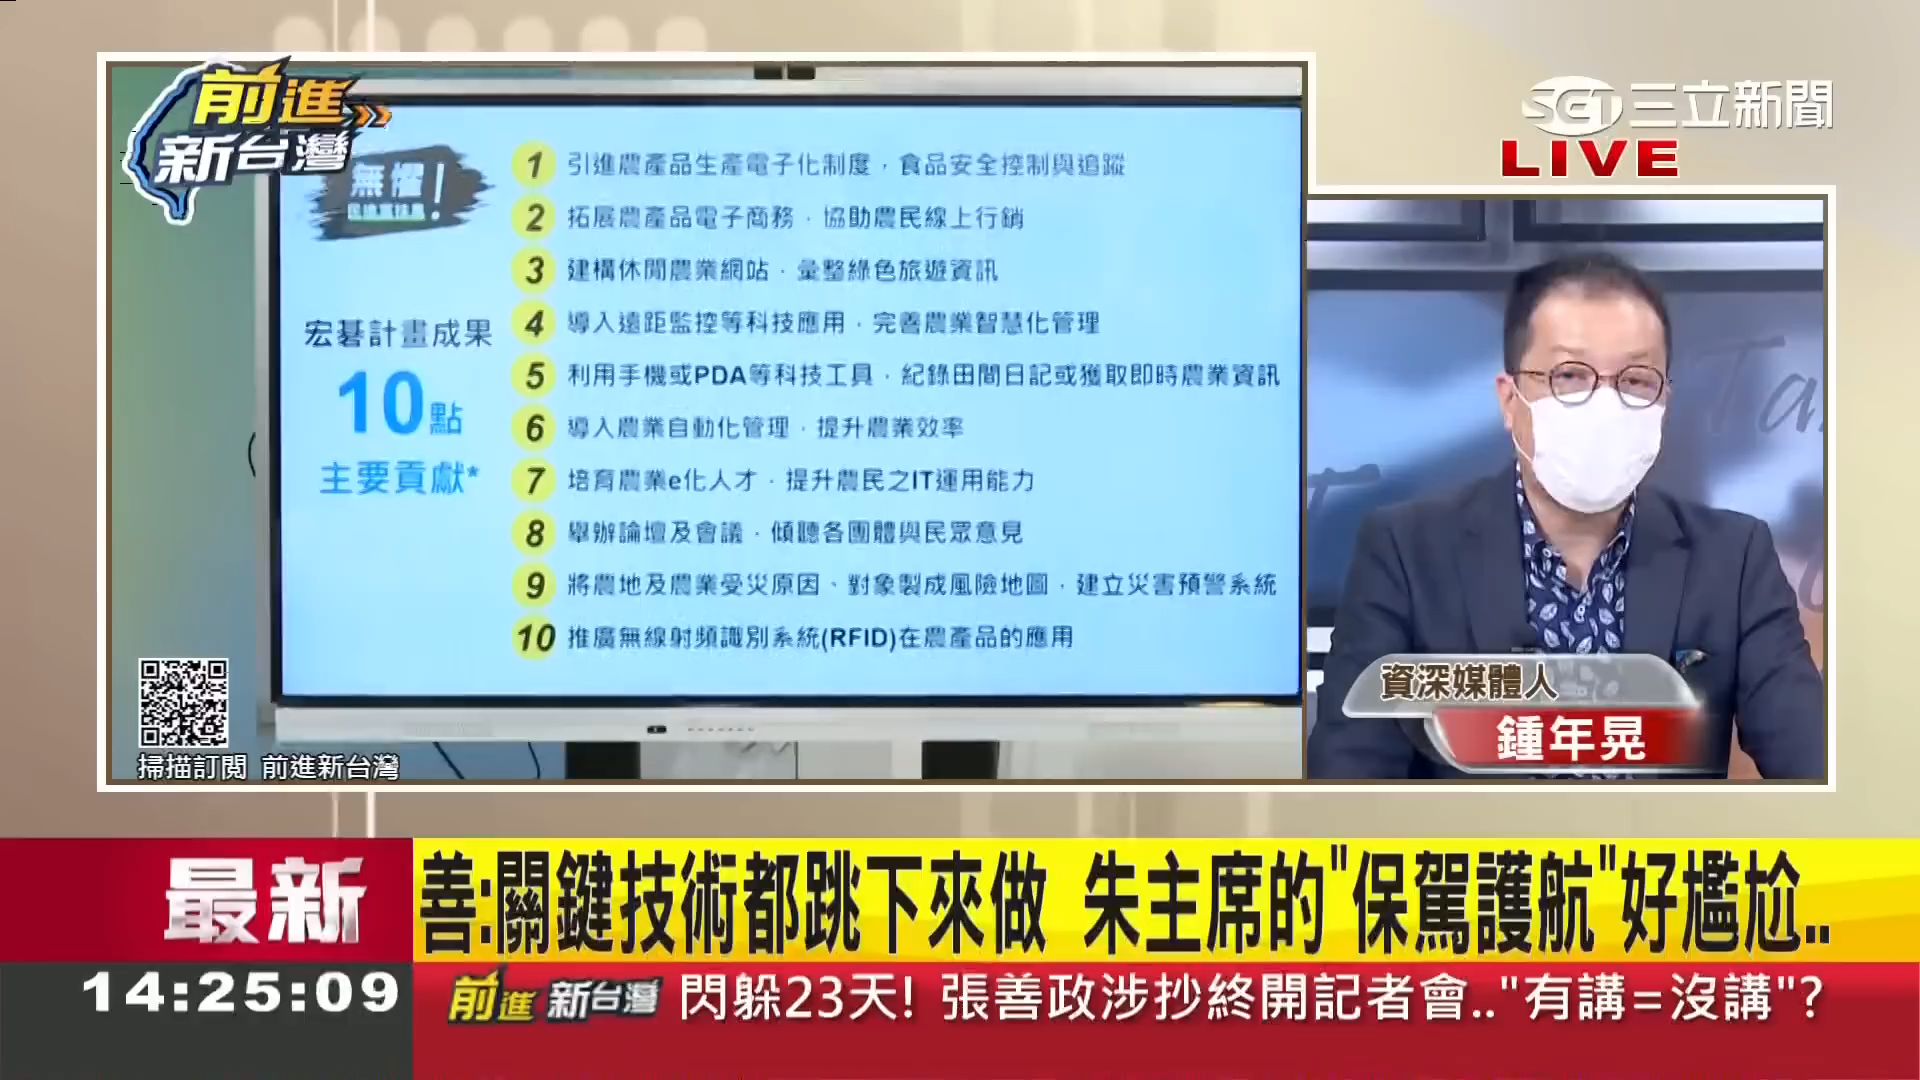 前進
新台灣
SET三立新聞
LIVE
無懼!
宏碁計畫成果
10點
主要貢獻*
1 引進農產品生產電子化制度，食品安全控制與追蹤
2 拓展農產品電子商務，協助農民線上行銷
3 建構休閒農業網站，彙整綠色旅遊資訊
4 導入遠距監控等科技應用，完善農業智慧化管理
5 利用手機或PDA等科技工具，紀錄田間日記或獲取即時農業資訊
6 導入農業自動化管理，提升農業效率
7 培育農業e化人才，提升農民之IT運用能力
8 舉辦論壇及會議，傾聽各團體與民眾意見
9 將農地及農業受災原因、對象製成風險地圖，建立災害預警系統
10 推廣無線射頻識別系統(RFID)在農產品的應用
掃描訂閱 前進新台灣
資深媒體人
鍾年晃
最新
善:關鍵技術都跳下來做 朱主席的"保駕護航"好尷尬..
14:25:09
前進新台灣 閃躲23天! 張善政涉抄終開記者會.."有講=沒講"?